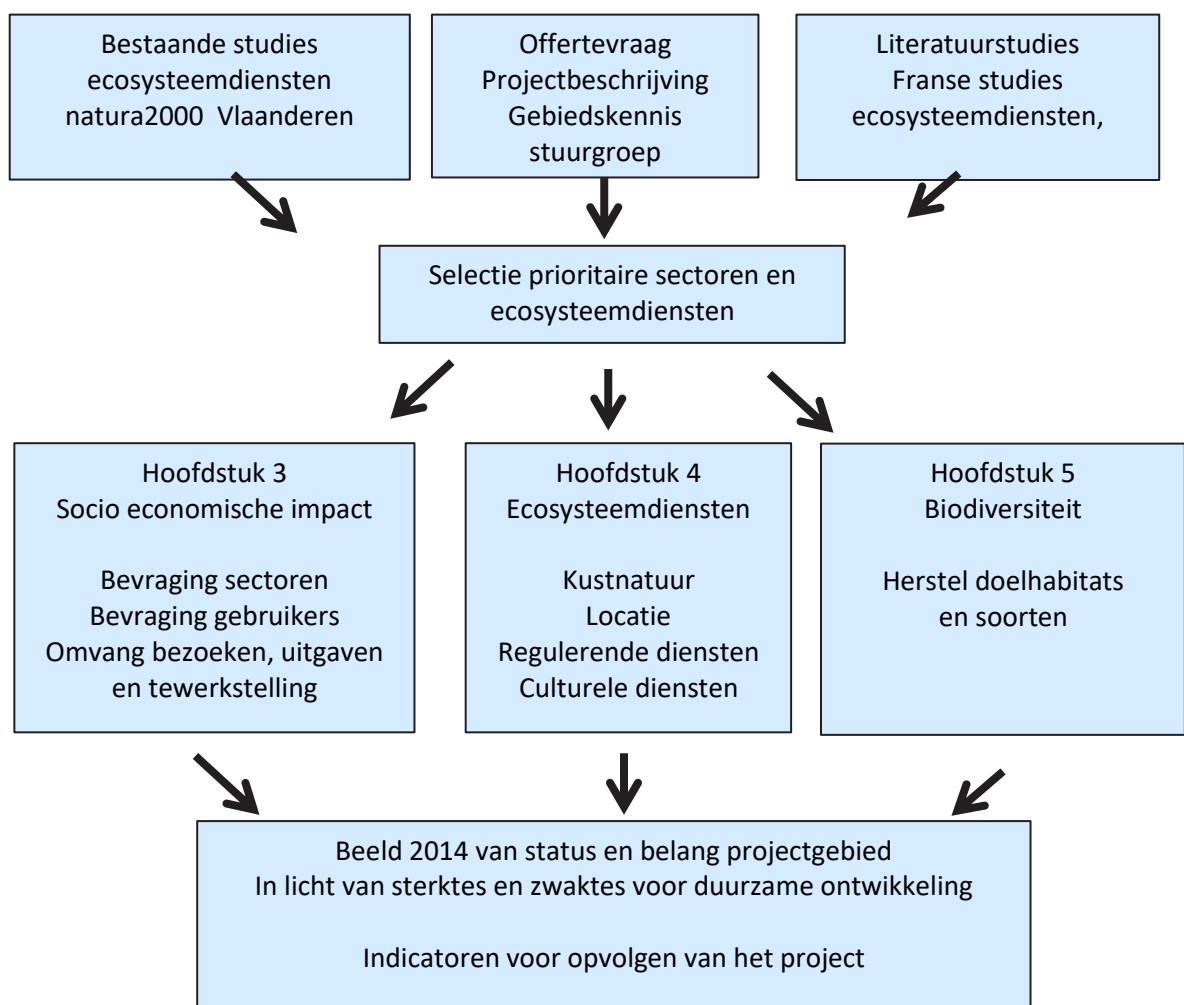 Bestaande studies
ecosysteemdiensten
natura2000 Vlaanderen
Offertevraag
Projectbeschrijving
Gebiedskennis
stuurgroep
Literatuurstudies
Franse studies
ecosysteemdiensten,
Selectie prioritaire sectoren en
ecosysteemdiensten
Hoofdstuk 3
Socio economische impact
Bevraging sectoren
Bevraging gebruikers
Omvang bezoeken, uitgaven
en tewerkstelling
Hoofdstuk 4
Ecosysteemdiensten
Kustnatuur
Locatie
Regulerende diensten
Culturele diensten
Hoofdstuk 5
Biodiversiteit
Herstel doelhabitats
en soorten
Beeld 2014 van status en belang projectgebied
In licht van sterktes en zwaktes voor duurzame ontwikkeling
Indicatoren voor opvolgen van het project